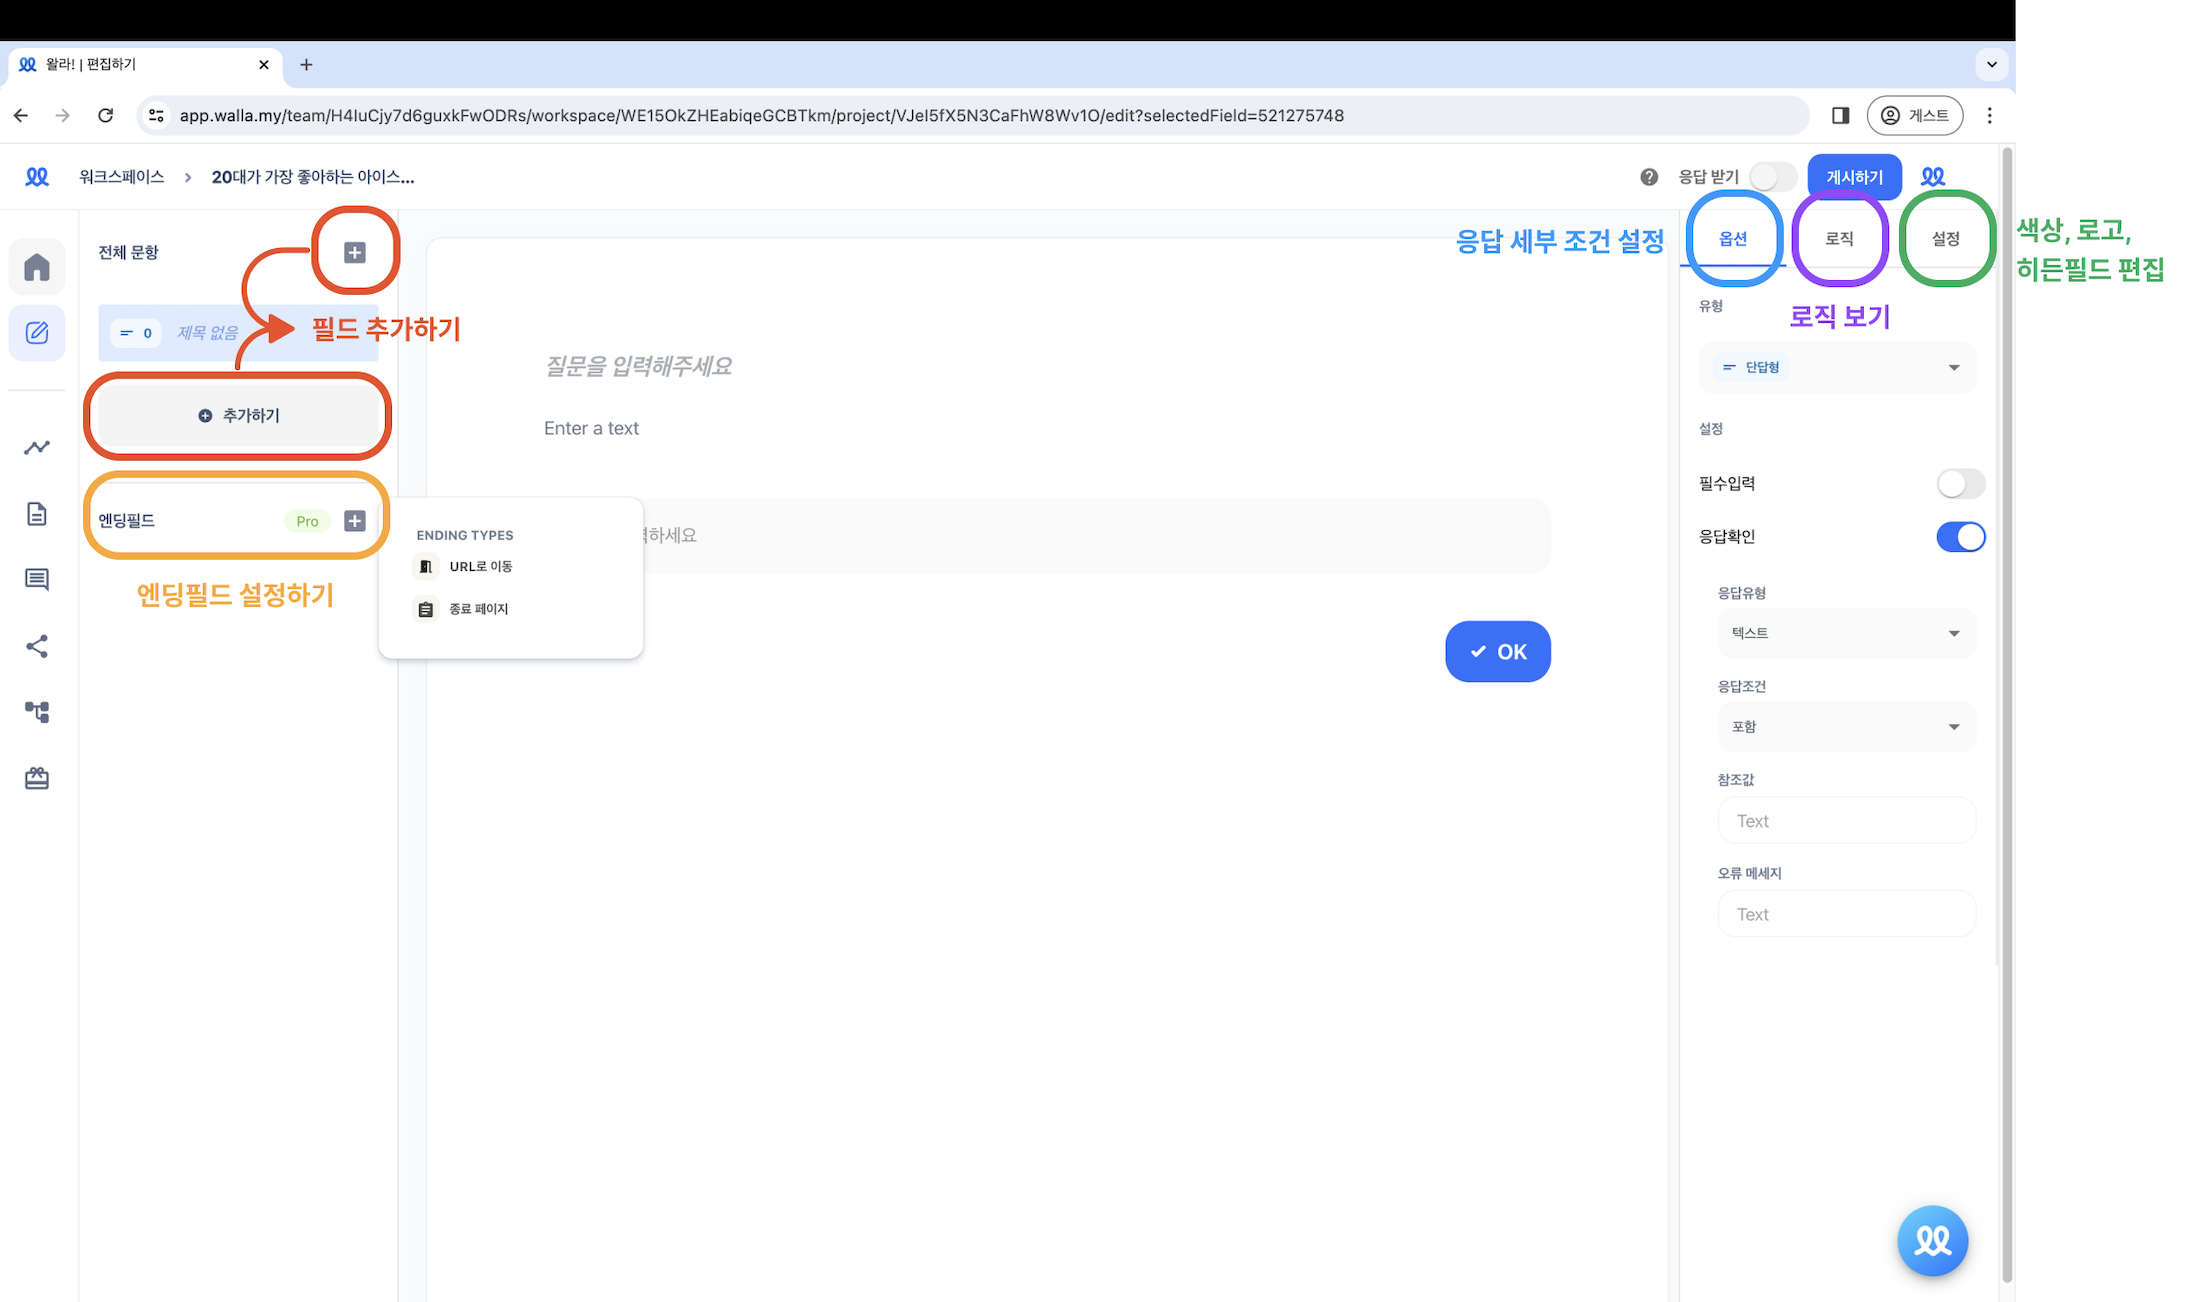 왈라! | 편집하기
app.walla.my/team/H4IuCjy7d6guxkFwODRs/workspace/WE15OkZHEabiqeGCBTkm/project/VJeI5fX5N3CaFhW8Wv1O/edit?selectedField=521275748
게스트
워크스페이스 > 20대가 가장 좋아하는 아이스...
응답 받기
게시하기
전체 문항
0 제목 없음
필드 추가하기
추가하기
엔딩필드 Pro
엔딩필드 설정하기
ENDING TYPES
URL로 이동
종료 페이지
질문을 입력해주세요
Enter a text
력하세요
OK
응답 세부 조건 설정
옵션
로직
설정
색상, 로고,
히든필드 편집
로직 보기
유형
단답형
설정
필수입력
응답확인
응답유형
텍스트
응답조건
포함
참조값
Text
오류 메세지
Text